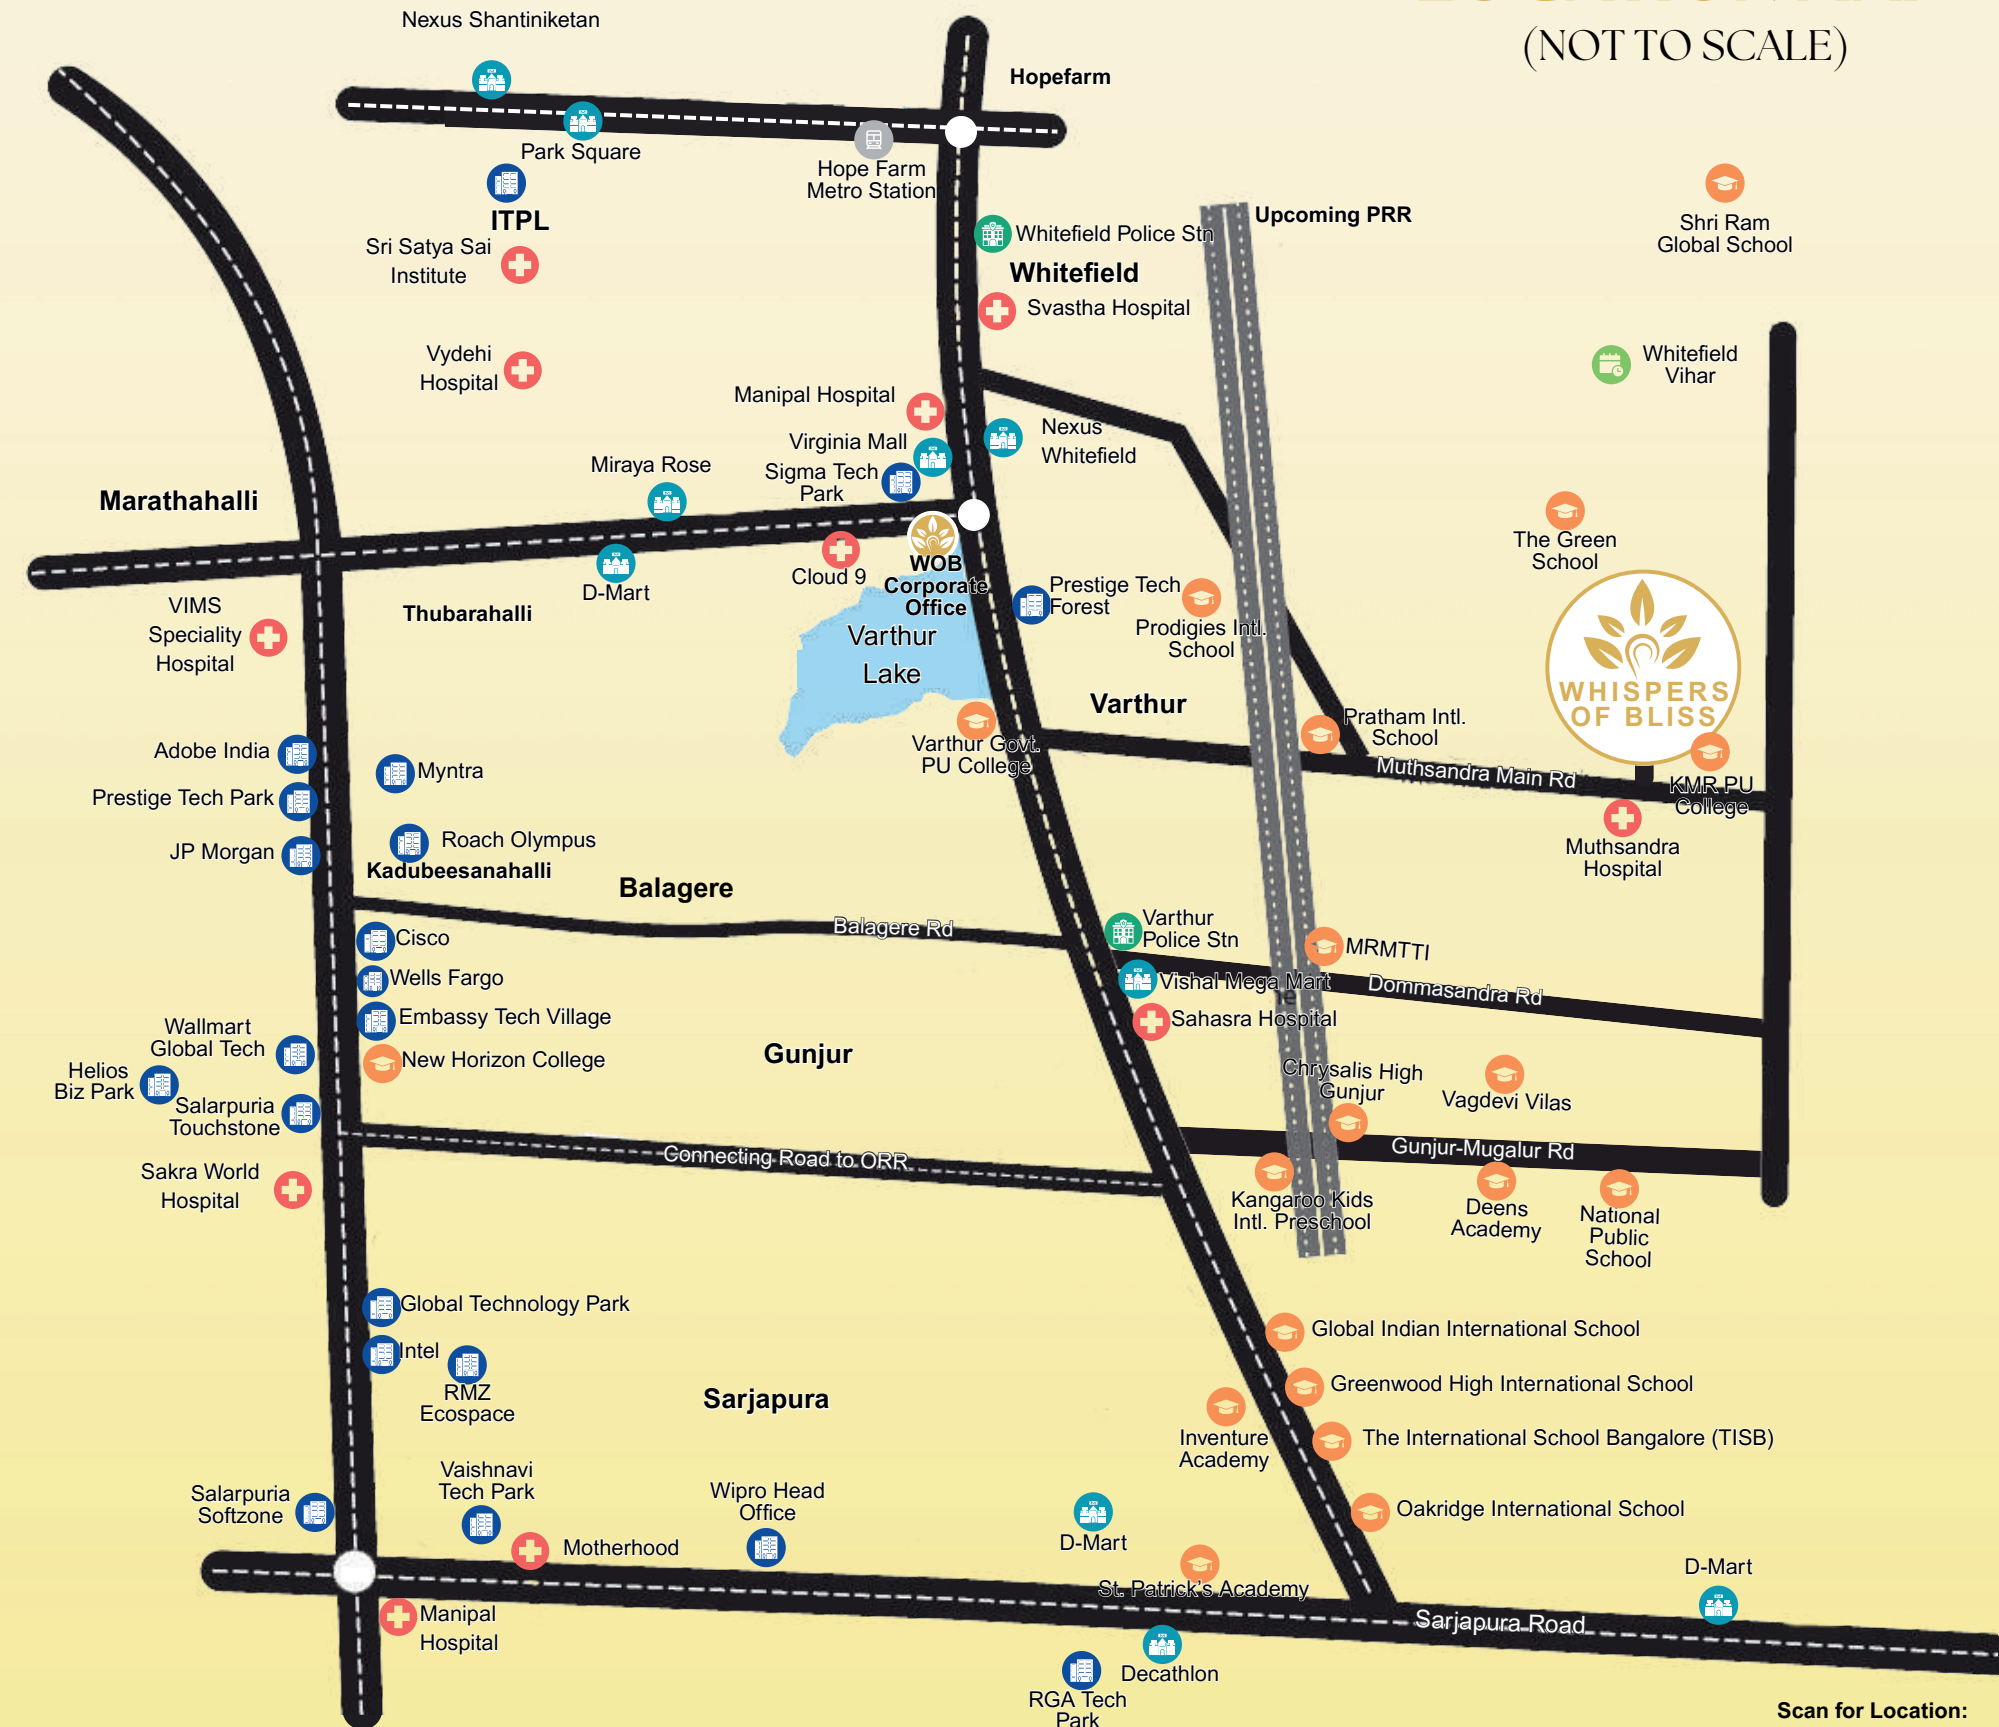 (NOT TO SCALE)
Nexus Shantiniketan
Hopefarm
Park Square
Hope Farm
Metro Station
ITPL
Sri Satya Sai
Institute
Whitefield Police Stn
Upcoming PRR
Whitefield
Svastha Hospital
Shri Ram
Global School
Vydehi
Hospital
Whitefield
Vihar
Manipal Hospital
Virginia Mall
Nexus
Whitefield
Miraya Rose
Sigma Tech
Park
Marathahalli
The Green
School
D-Mart
Cloud 9
WOB
Corporate
Office
Prestige Tech
Forest
VIMS
Speciality
Hospital
Thubarahalli
Varthur
Lake
Prodigies Intl.
School
WHISPERS
OF BLISS
Varthur
Pratham Intl.
School
Adobe India
Myntra
Varthur Govt.
PU College
Muthsandra Main Rd
KMR PU
College
Prestige Tech Park
JP Morgan
Roach Olympus
Kadubeesanahalli
Muthsandra
Hospital
Balagere
Balagere Rd
Varthur
Police Stn
Cisco
MRMTTI
Wells Fargo
Vishal Mega Mart
Dommasandra Rd
Embassy Tech Village
Sahasra Hospital
Wallmart
Global Tech
New Horizon College
Gunjur
Helios
Biz Park
Chrysalis High
Gunjur
Vagdevi Vilas
Salarpuria
Touchstone
Connecting Road to ORR
Gunjur-Mugalur Rd
Sakra World
Hospital
Kangaroo Kids
Intl. Preschool
Deens
Academy
National
Public
School
Global Technology Park
Global Indian International School
Intel
RMZ
Ecospace
Greenwood High International School
Sarjapura
Inventure
Academy
The International School Bangalore (TISB)
Salarpuria
Softzone
Vaishnavi
Tech Park
Wipro Head
Office
Oakridge International School
D-Mart
Motherhood
St. Patrick's Academy
D-Mart
Manipal
Hospital
Sarjapura Road
Decathlon
RGA Tech
Park
Scan for Location: